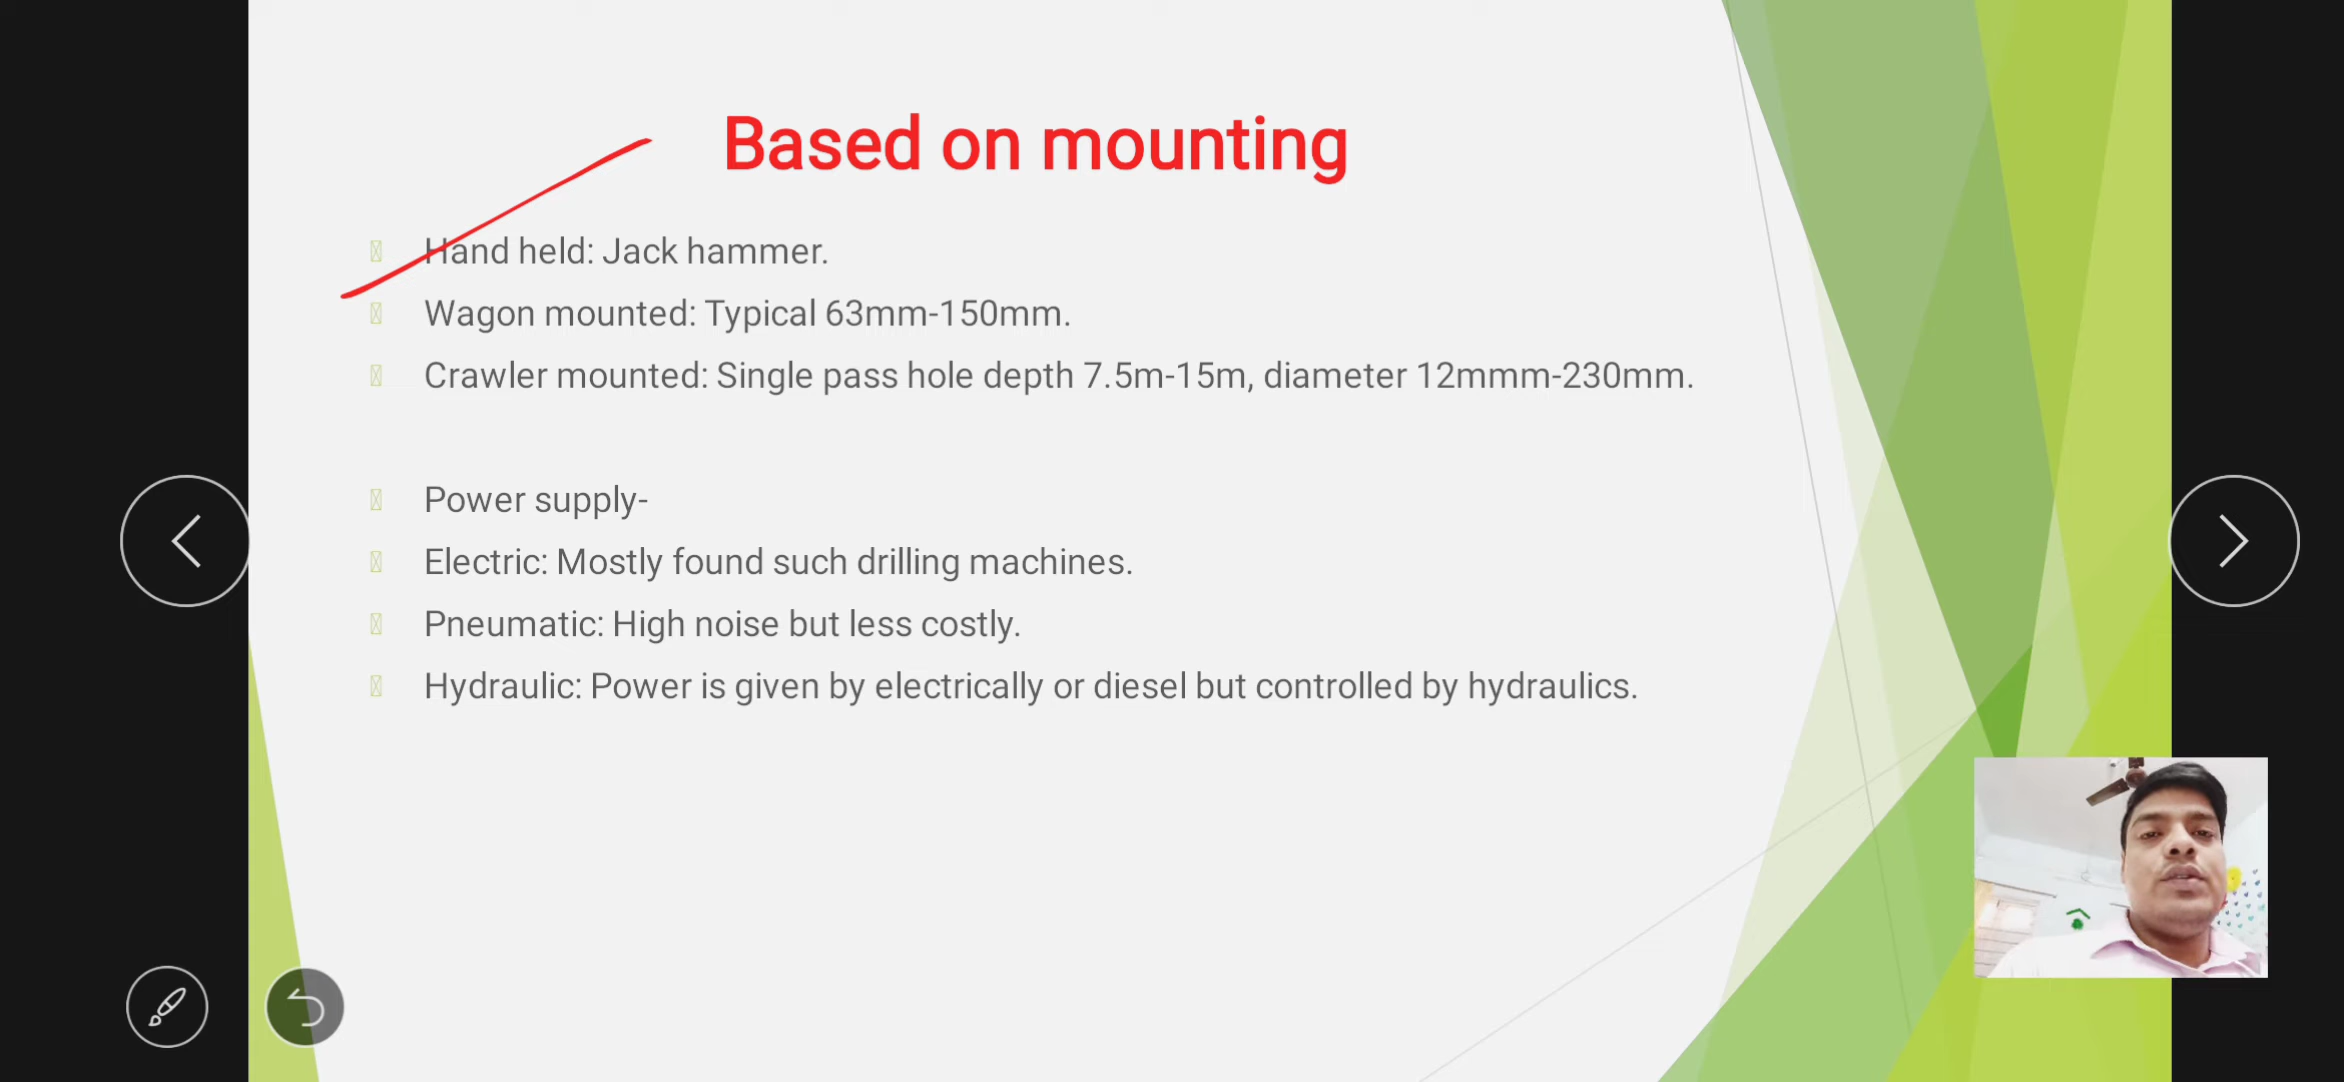 Based on mounting
Hand held: Jack hammer.
Wagon mounted: Typical 63mm-150mm.
Crawler mounted: Single pass hole depth 7.5m-15m, diameter 12mmm-230mm.
Power supply-
Electric: Mostly found such drilling machines.
Pneumatic: High noise but less costly.
Hydraulic: Power is given by electrically or diesel but controlled by hydraulics.